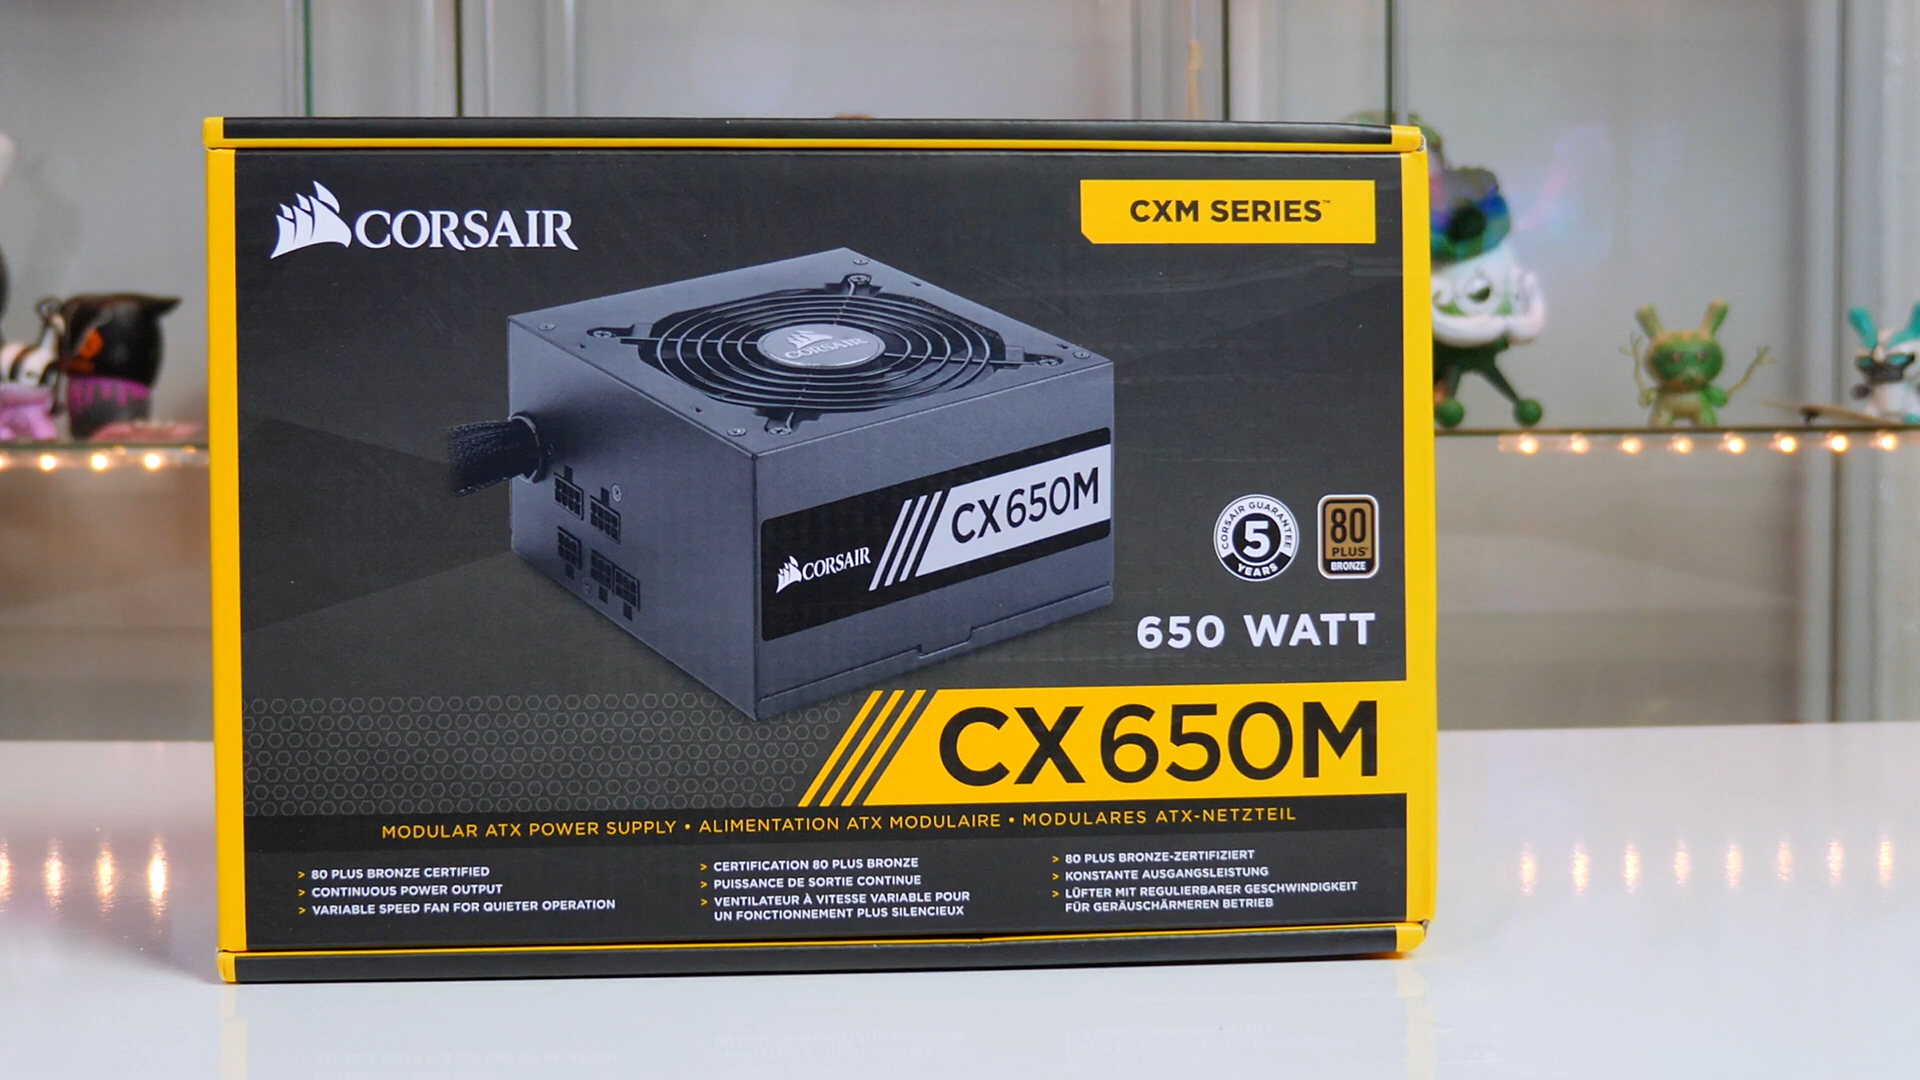 CORSAIR
CXM SERIES™
CORSAIR
CORSAIR
CX650M
CORSAIR GUARANTEE
5
YEARS
80
PLUS®
BRONZE
650 WATT
CX650M
MODULAR ATX POWER SUPPLY • ALIMENTATION ATX MODULAIRE • MODULARES ATX-NETZTEIL
> 80 PLUS BRONZE CERTIFIED
> CONTINUOUS POWER OUTPUT
> VARIABLE SPEED FAN FOR QUIETER OPERATION
> CERTIFICATION 80 PLUS BRONZE
> PUISSANCE DE SORTIE CONTINUE
> VENTILATEUR À VITESSE VARIABLE POUR
UN FONCTIONNEMENT PLUS SILENCIEUX
> 80 PLUS BRONZE-ZERTIFIZIERT
> KONSTANTE AUSGANGSLEISTUNG
> LÜFTER MIT REGULIERBARER GESCHWINDIGKEIT
FÜR GERÄUSCHÄRMEREN BETRIEB